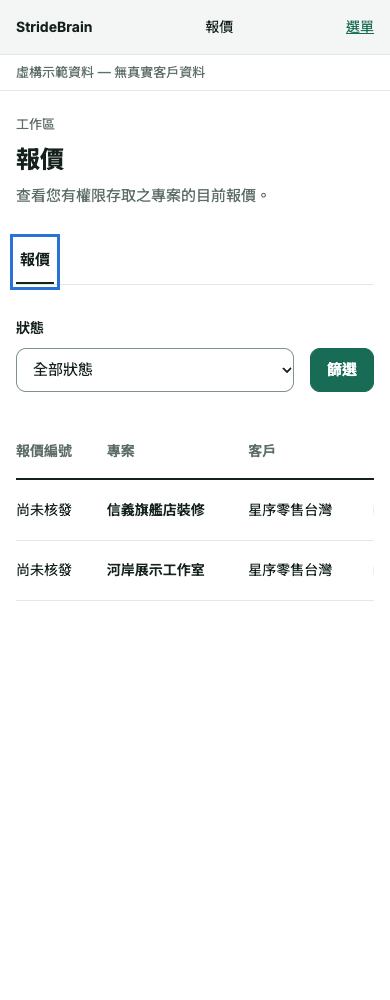 StrideBrain 報價 選單
虛構示範資料 — 無真實客戶資料
工作區
報價
查看您有權限存取之專案的目前報價。
報價
狀態
全部狀態 篩選
報價編號 專案 客戶
尚未核發 信義旗艦店裝修 星序零售台灣
尚未核發 河岸展示工作室 星序零售台灣